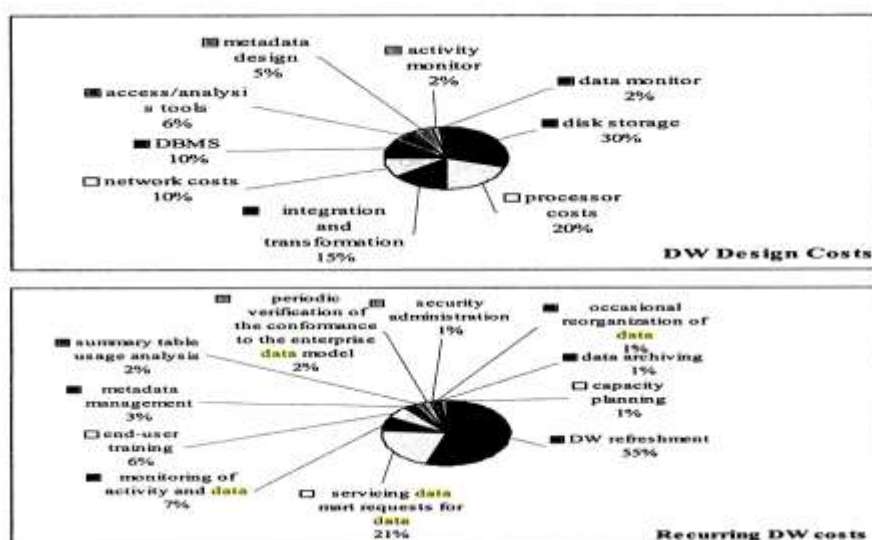 metadata
design
5%
activity
monitor
2%
data monitor
2%
access/analysi
s tools
6%
disk storage
30%
DBMS
10%
network costs
10%
processor
costs
20%
integration
and
transformation
15%
DW Design Costs
periodic
verification of
the conformance
to the enterprise
data model
2%
security
administration
1%
occasional
reorganization of
data
1%
summary table
usage analysis
2%
data archiving
1%
metadata
management
3%
capacity
planning
1%
end-user
training
6%
DW refreshment
55%
monitoring of
activity and data
7%
servicing data
mart requests for
data
21%
Recurring DW costs